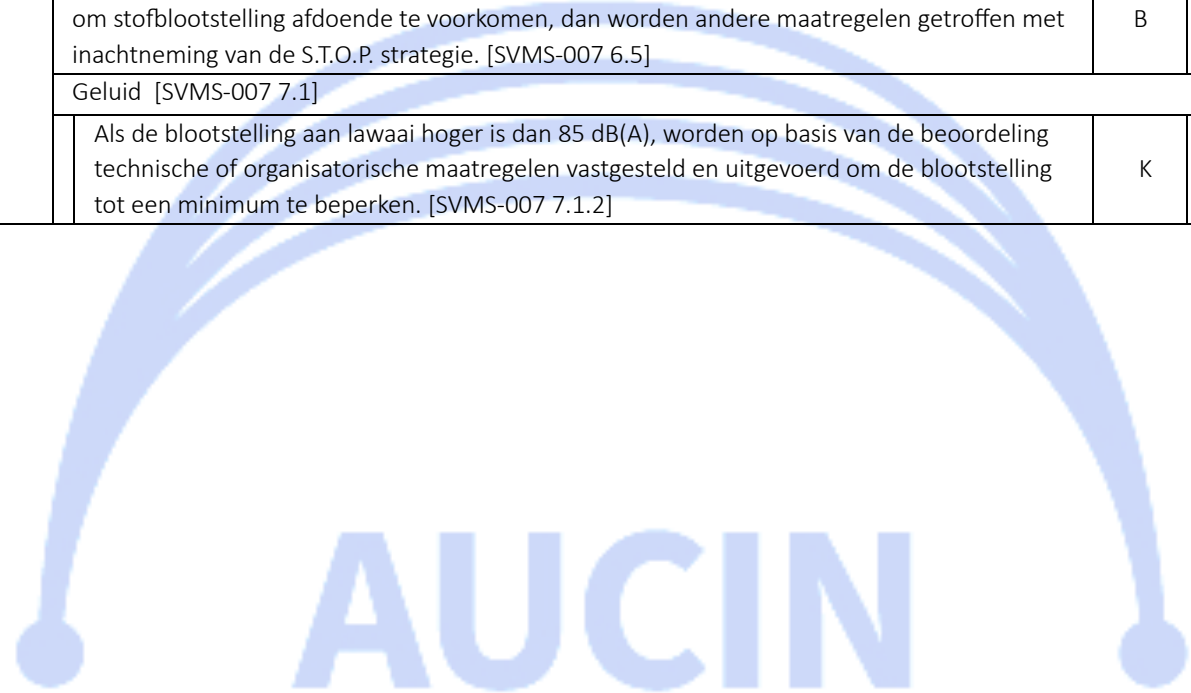 om stofblootstelling afdoende te voorkomen, dan worden andere maatregelen getroffen met
inachtneming van de S.T.O.P. strategie. [SVMS-007 6.5]
B
Geluid [SVMS-007 7.1]
Als de blootstelling aan lawaai hoger is dan 85 dB(A), worden op basis van de beoordeling
technische of organisatorische maatregelen vastgesteld en uitgevoerd om de blootstelling
tot een minimum te beperken. [SVMS-007 7.1.2]
K
AUCIN